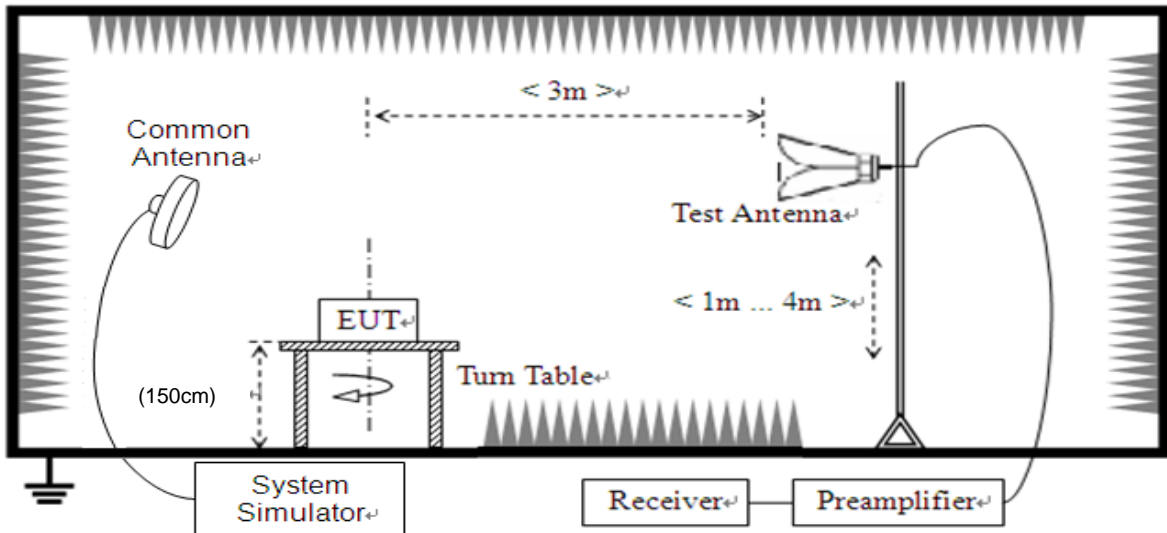 < 3m >↵
Common
Antenna↵
Test Antenna↵
< 1m ... 4m >↵
EUT↵
Turn Table↵
(150cm)
System
Simulator↵
Receiver↵
Preamplifier↵